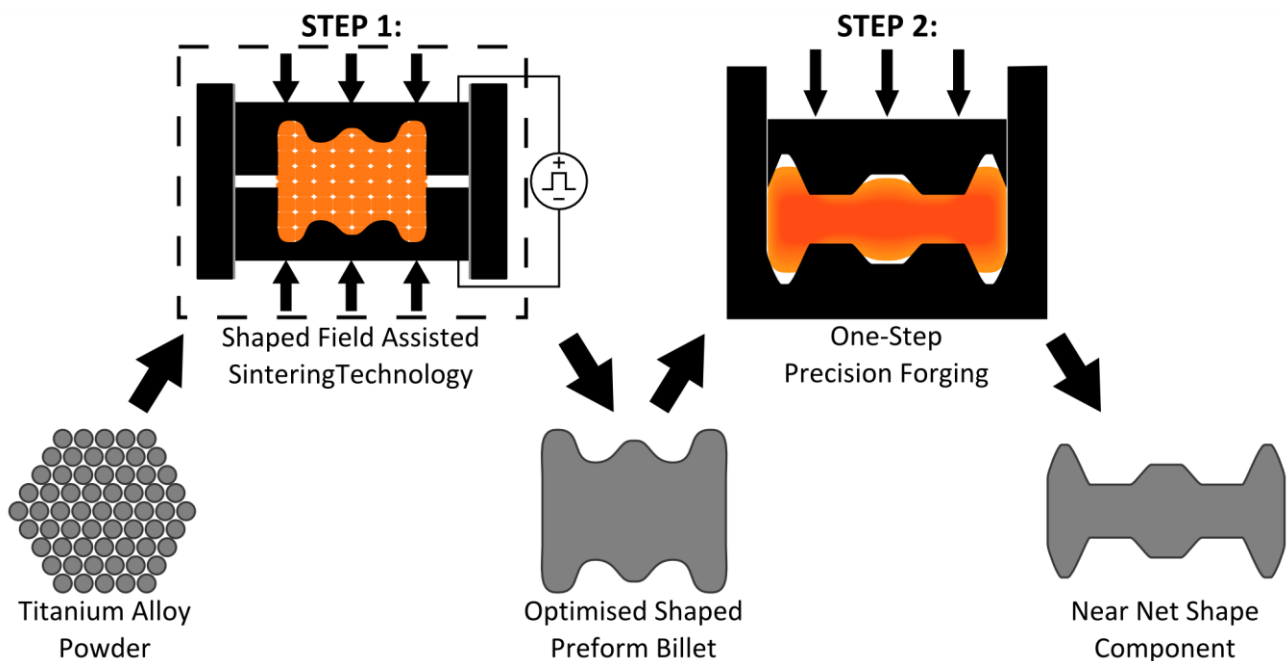 STEP 1:
STEP 2:
+
−
Shaped Field Assisted
SinteringTechnology
One-Step
Precision Forging
Titanium Alloy
Powder
Optimised Shaped
Preform Billet
Near Net Shape
Component